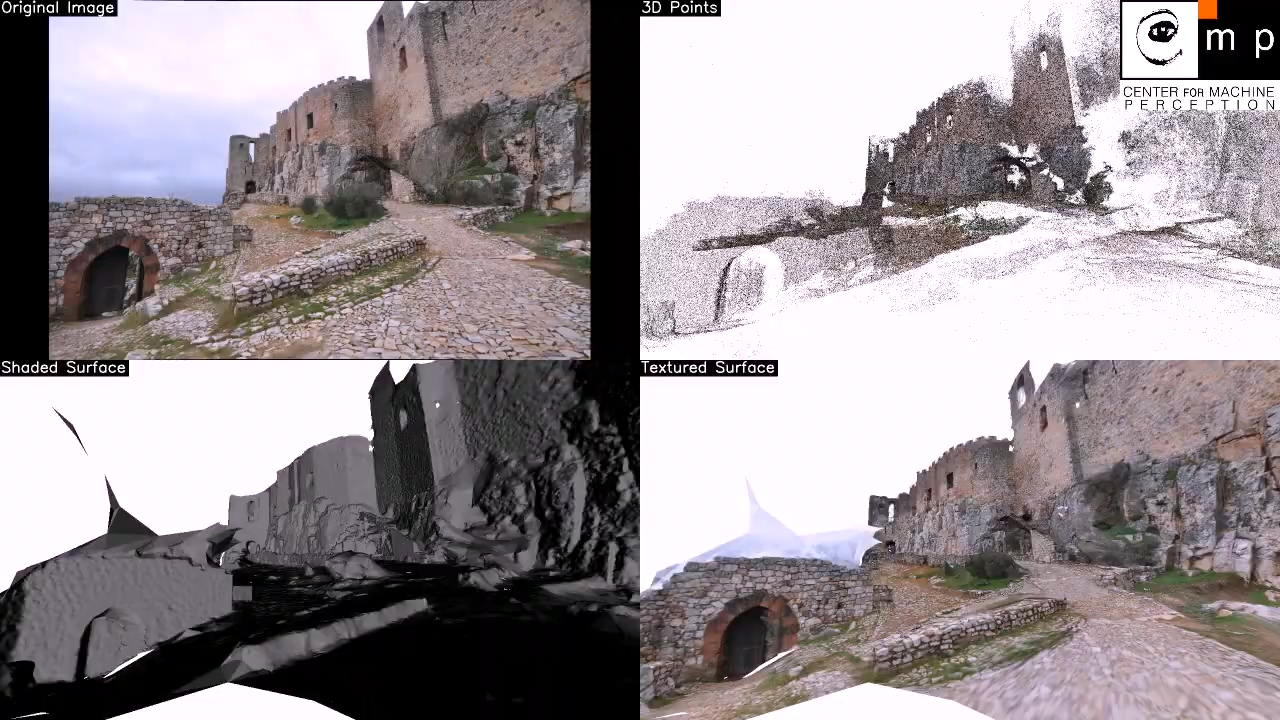 Original Image
3D Points
m p
CENTER FOR MACHINE
PERCEPTION
Shaded Surface
Textured Surface